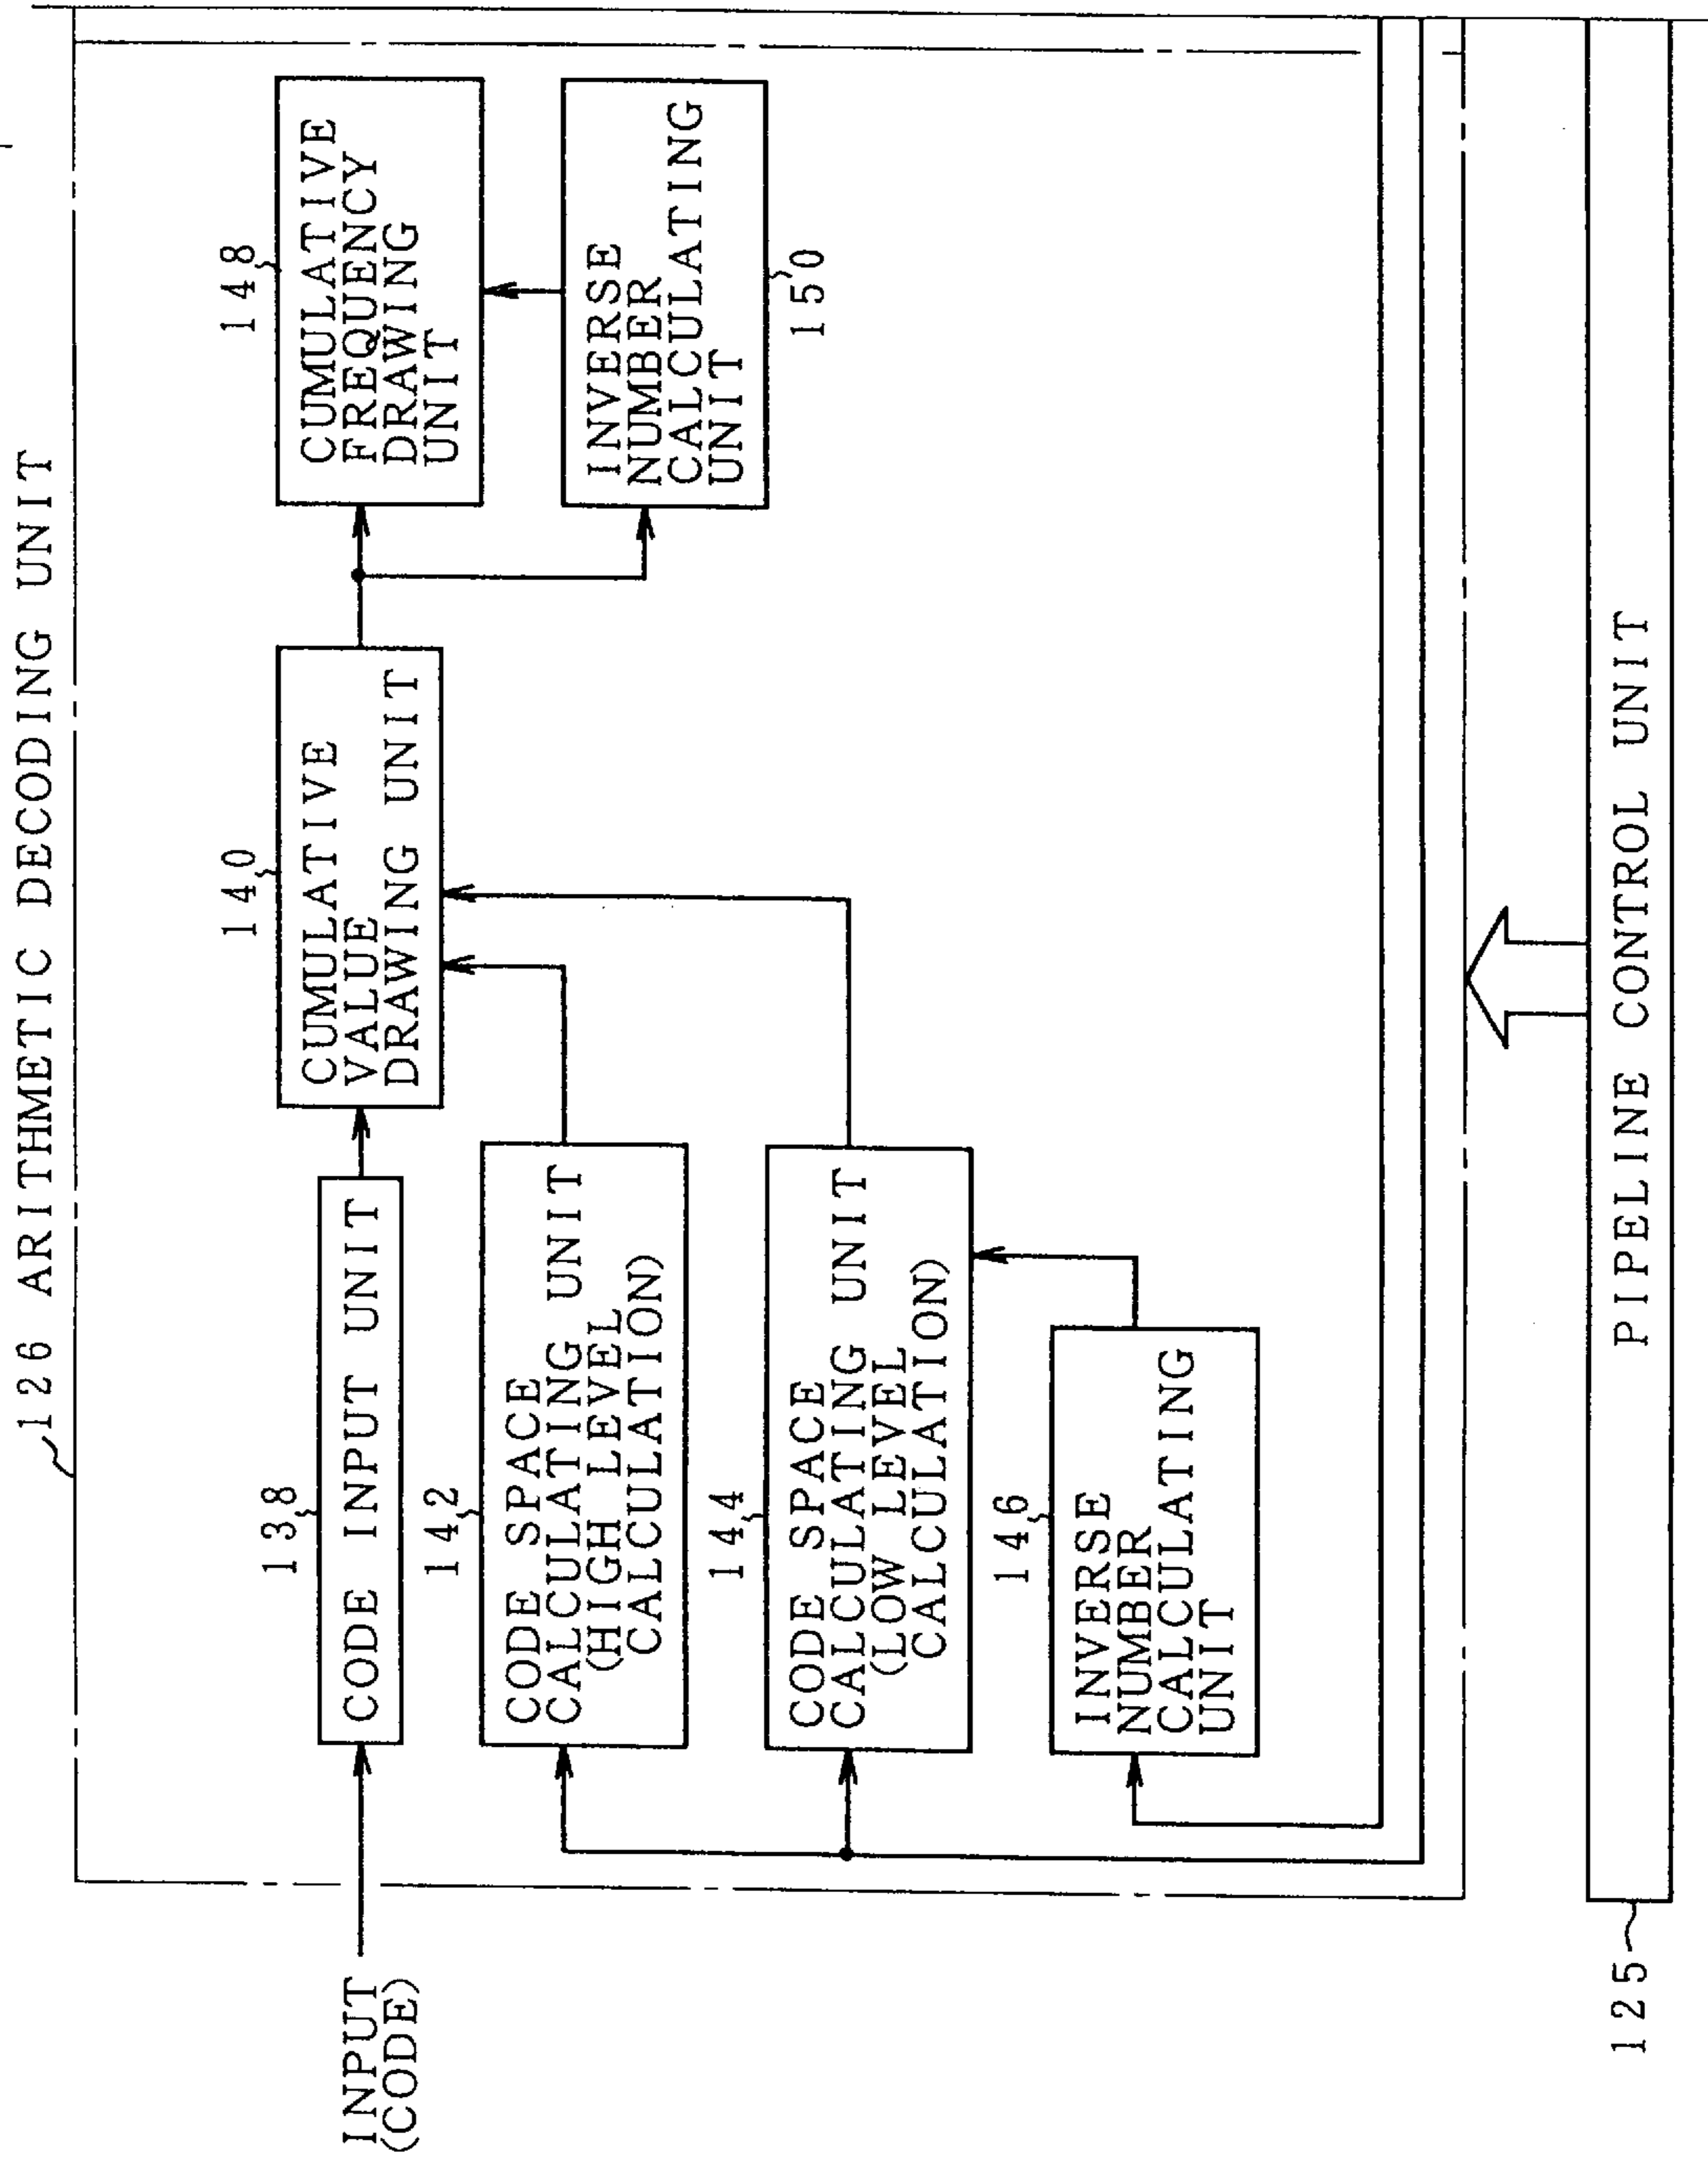 126 ARITHMETIC DECODING UNIT
INPUT
(CODE)
138
CODE INPUT UNIT
140
CUMULATIVE
VALUE
DRAWING UNIT
148
CUMULATIVE
FREQUENCY
DRAWING
UNIT
142
CODE SPACE
CALCULATING UNIT
(HIGH LEVEL
CALCULATION)
INVERSE
NUMBER
CALCULATING
UNIT
150
144
CODE SPACE
CALCULATING UNIT
(LOW LEVEL
CALCULATION)
146
INVERSE
NUMBER
CALCULATING
UNIT
PIPELINE CONTROL UNIT
125